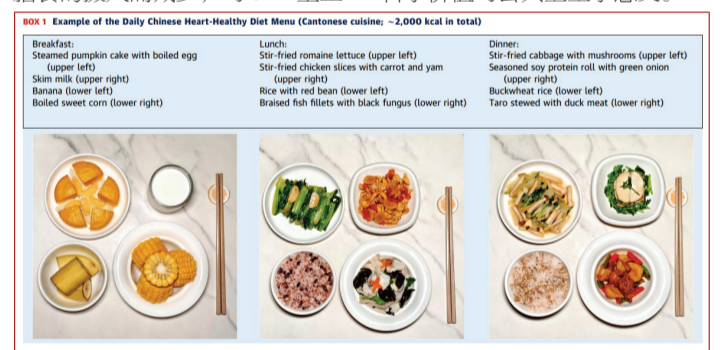 BOX 1 Example of the Daily Chinese Heart-Healthy Diet Menu (Cantonese cuisine; ~2,000 kcal in total)
Breakfast:
Steamed pumpkin cake with boiled egg
(upper left)
Skim milk (upper right)
Banana (lower left)
Boiled sweet corn (lower right)
Lunch:
Stir-fried romaine lettuce (upper left)
Stir-fried chicken slices with carrot and yam
(upper right)
Rice with red bean (lower left)
Braised fish fillets with black fungus (lower right)
Dinner:
Stir-fried cabbage with mushrooms (upper left)
Seasoned soy protein roll with green onion
(upper right)
Buckwheat rice (lower left)
Taro stewed with duck meat (lower right)